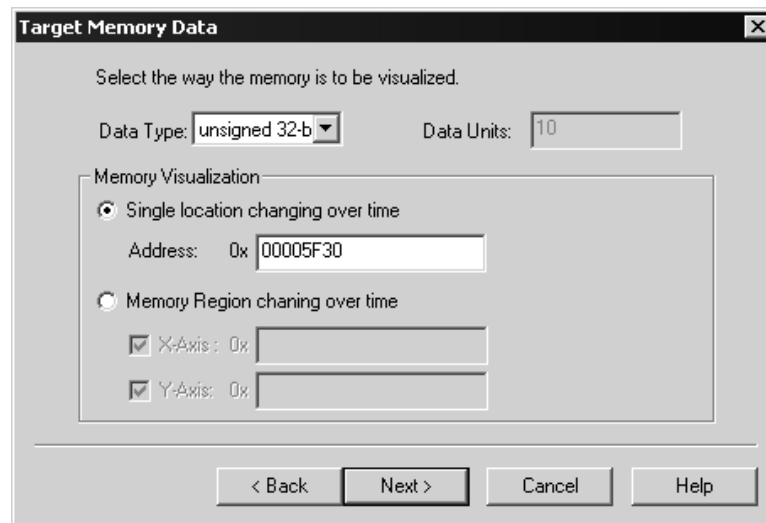 Target Memory Data
Select the way the memory is to be visualized.
Data Type: unsigned 32-b Data Units: 10
Memory Visualization
Single location changing over time
Address: 0x 00005F30
Memory Region chaning over time
X-Axis : 0x
Y-Axis: 0x
< Back Next > Cancel Help